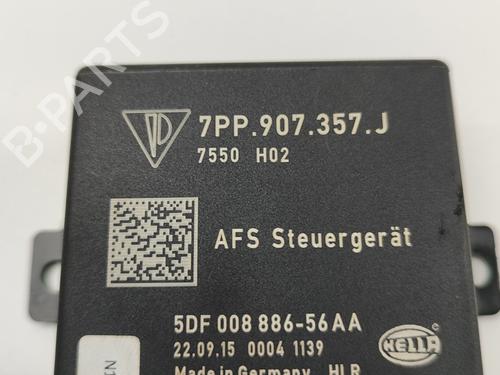 7PP.907.357.J
7550 H02
AFS Steuergerät
5DF 008 886-56AA
22.09.15 0004 1139
HELLA
Made in Germany HLR
B-PARTS